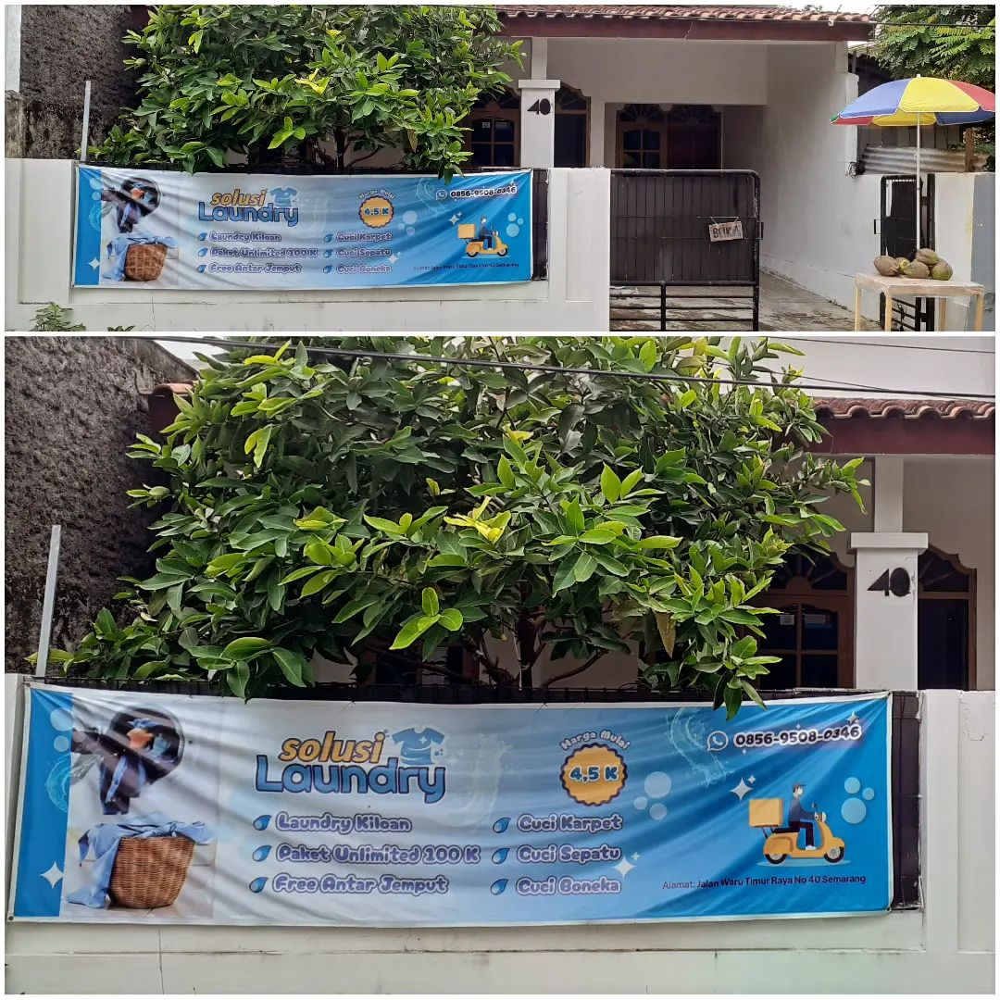 40
solusi
Laundry
Harga Mulai
4,5 K
0856-9508-0346
Laundry Kiloan
Cuci Karpet
Paket Unlimited 100 K
Cuci Sepatu
Free Antar Jemput
Cuci Boneka
Alamat: Jalan Waru Timur Raya No 40 Semarang
BUKA
40
solusi
Laundry
Harga Mulai
4,5 K
0856-9508-0346
Laundry Kiloan
Cuci Karpet
Paket Unlimited 100 K
Cuci Sepatu
Free Antar Jemput
Cuci Boneka
Alamat: Jalan Waru Timur Raya No 40 Semarang